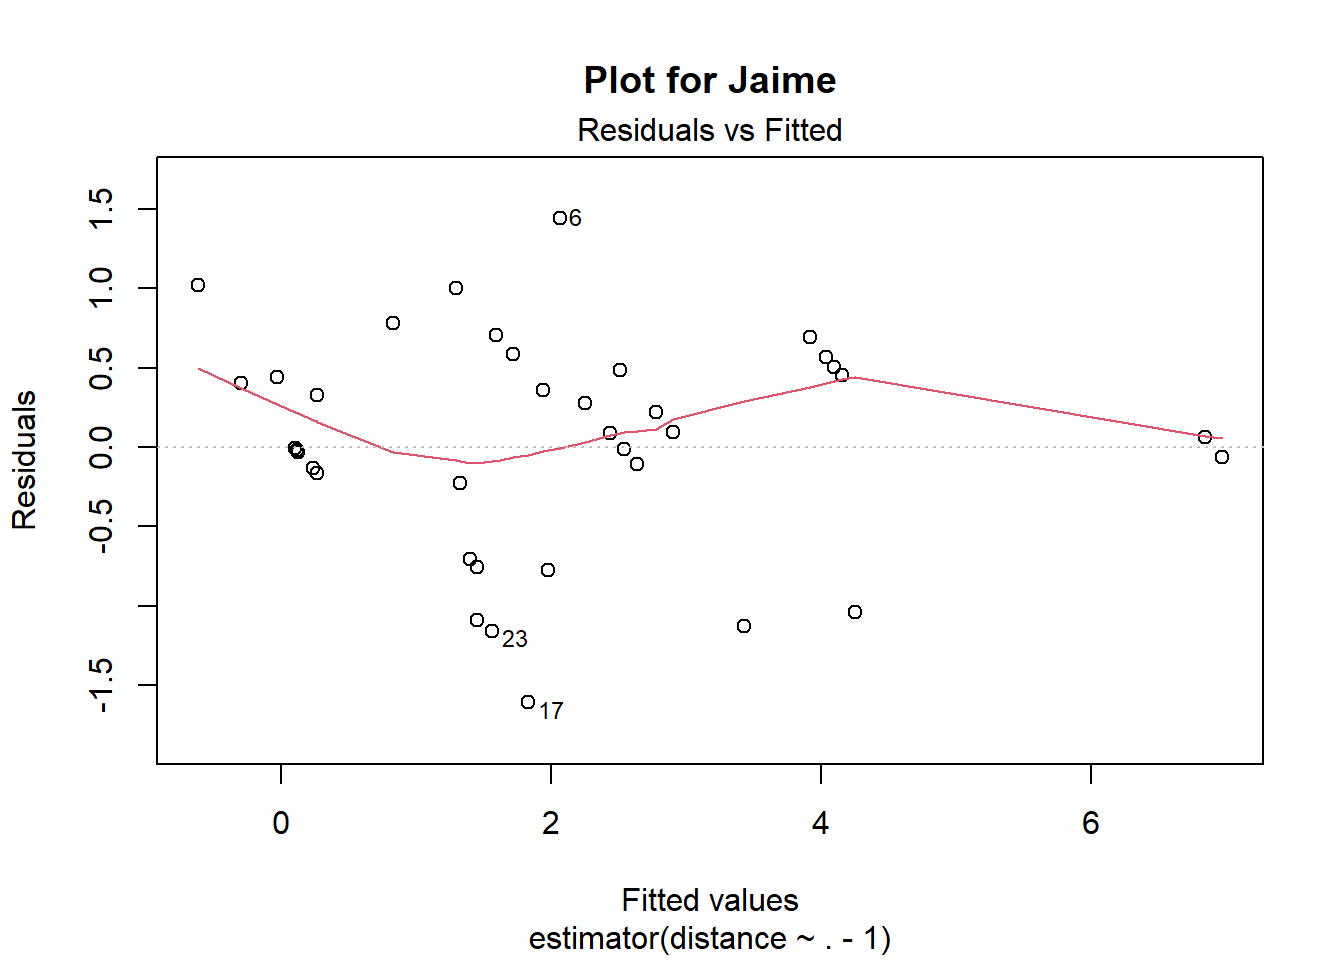 Plot for Jaime
Residuals vs Fitted
1.5
1.0
0.5
0.0
-0.5
-1.5
Residuals
6
23
17
0 2 4 6
Fitted values
estimator(distance ~ . - 1)